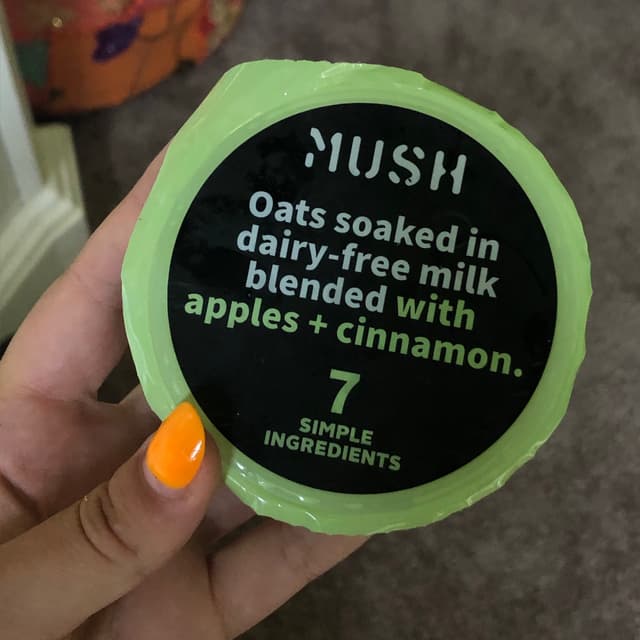 MUSH
Oats soaked in
dairy-free milk
blended with
apples + cinnamon.
7
SIMPLE
INGREDIENTS